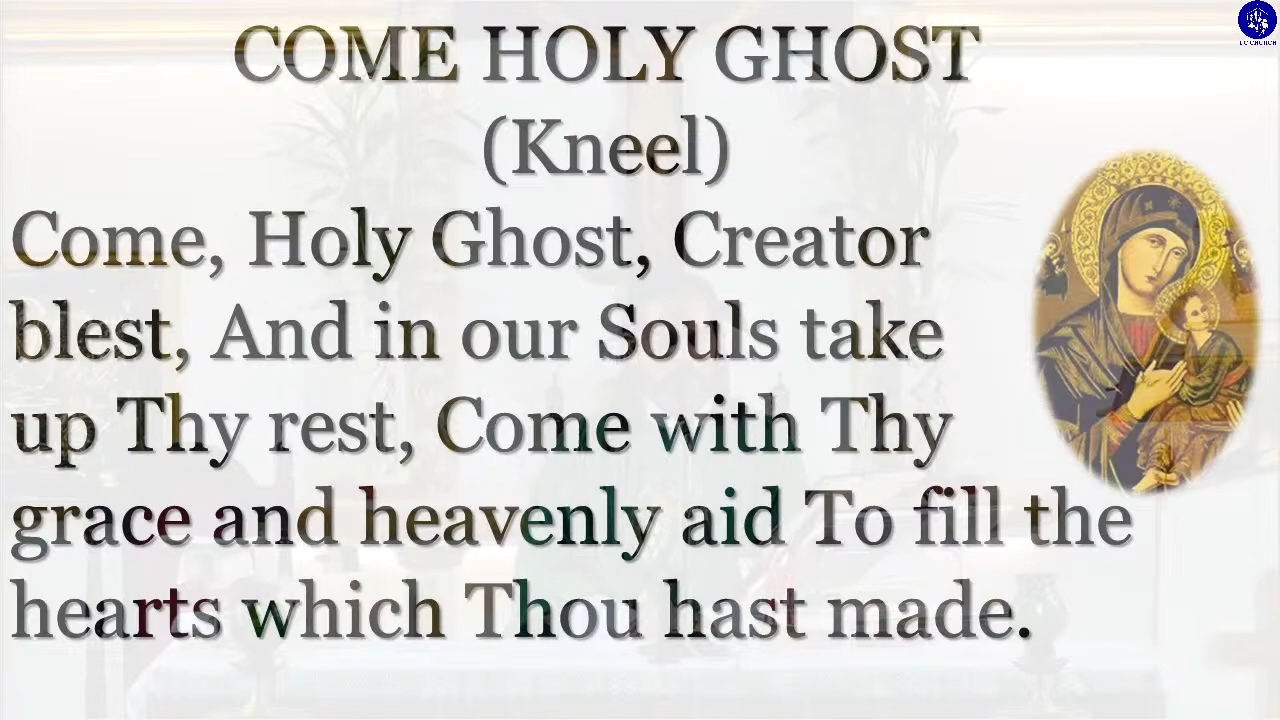 COME HOLY GHOST
(Kneel)
Come, Holy Ghost, Creator
blest, And in our Souls take
up Thy rest, Come with Thy
grace and heavenly aid To fill the
hearts which Thou hast made.